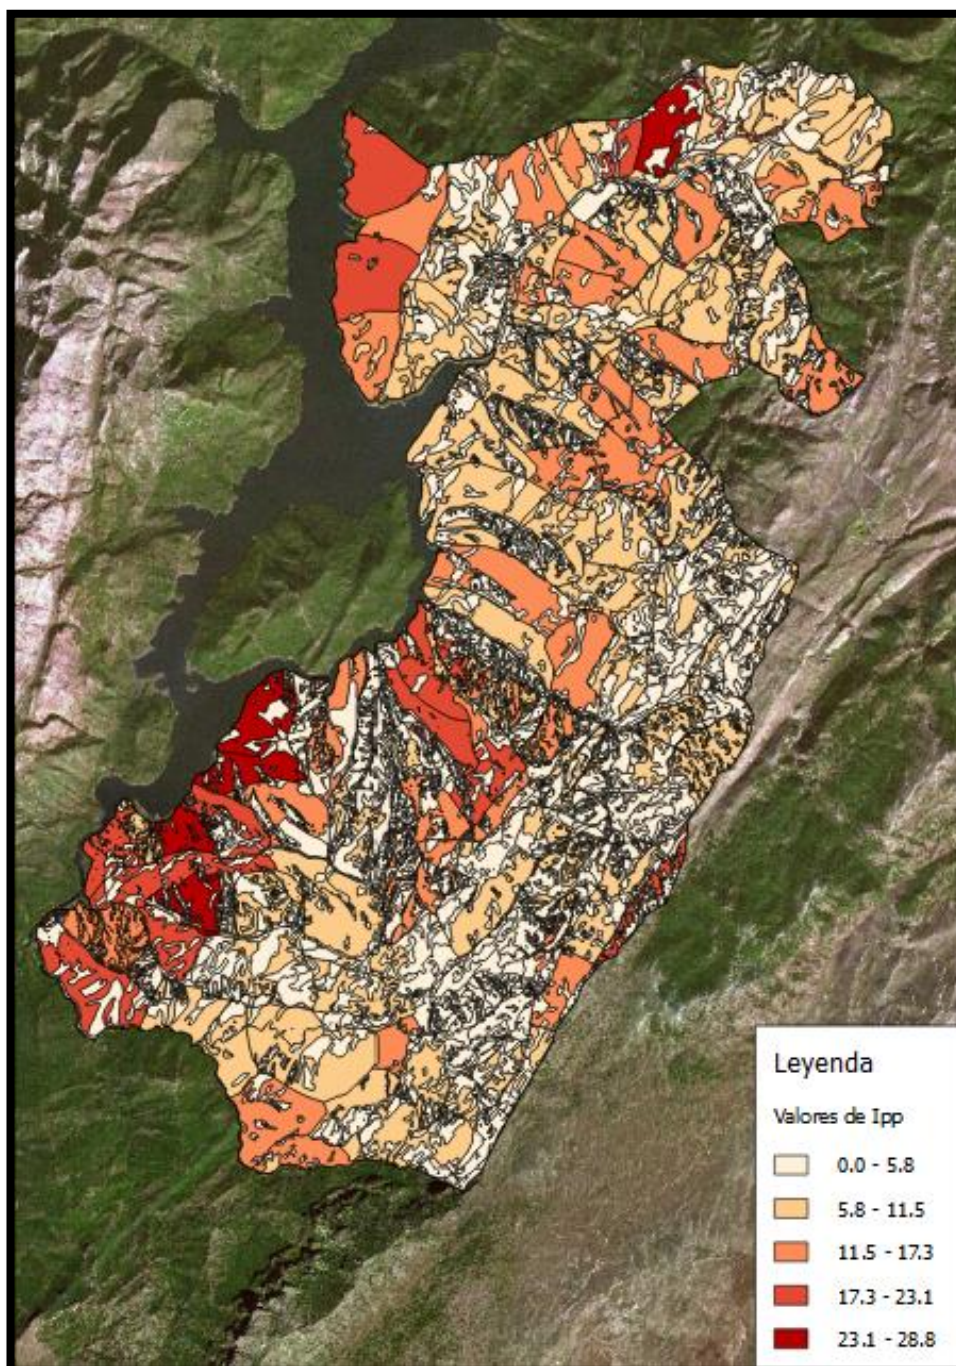 Leyenda
Valores de Ipp
0.0 - 5.8
5.8 - 11.5
11.5 - 17.3
17.3 - 23.1
23.1 - 28.8